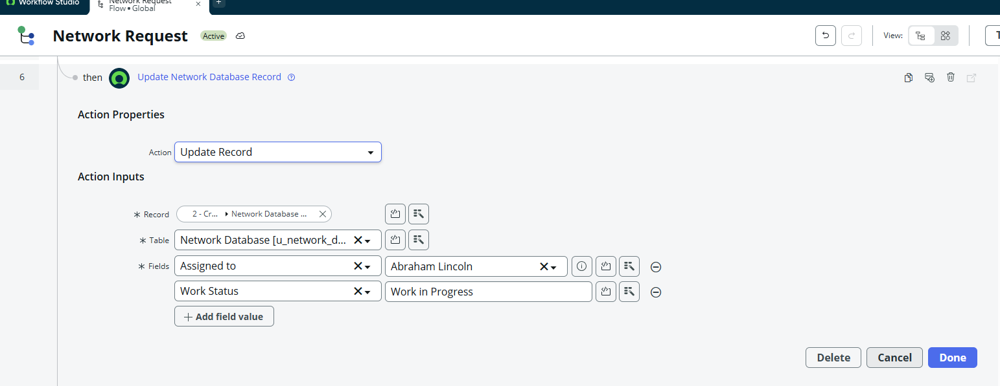 Workflow Studio
Network Request
Flow • Global
Network Request Active
View:
T
6 then Update Network Database Record
Action Properties
Action Update Record
Action Inputs
* Record 2 - Cr... Network Database ...
* Table Network Database [u_network_d...
* Fields Assigned to Abraham Lincoln
Work Status Work in Progress
+ Add field value
Delete Cancel Done